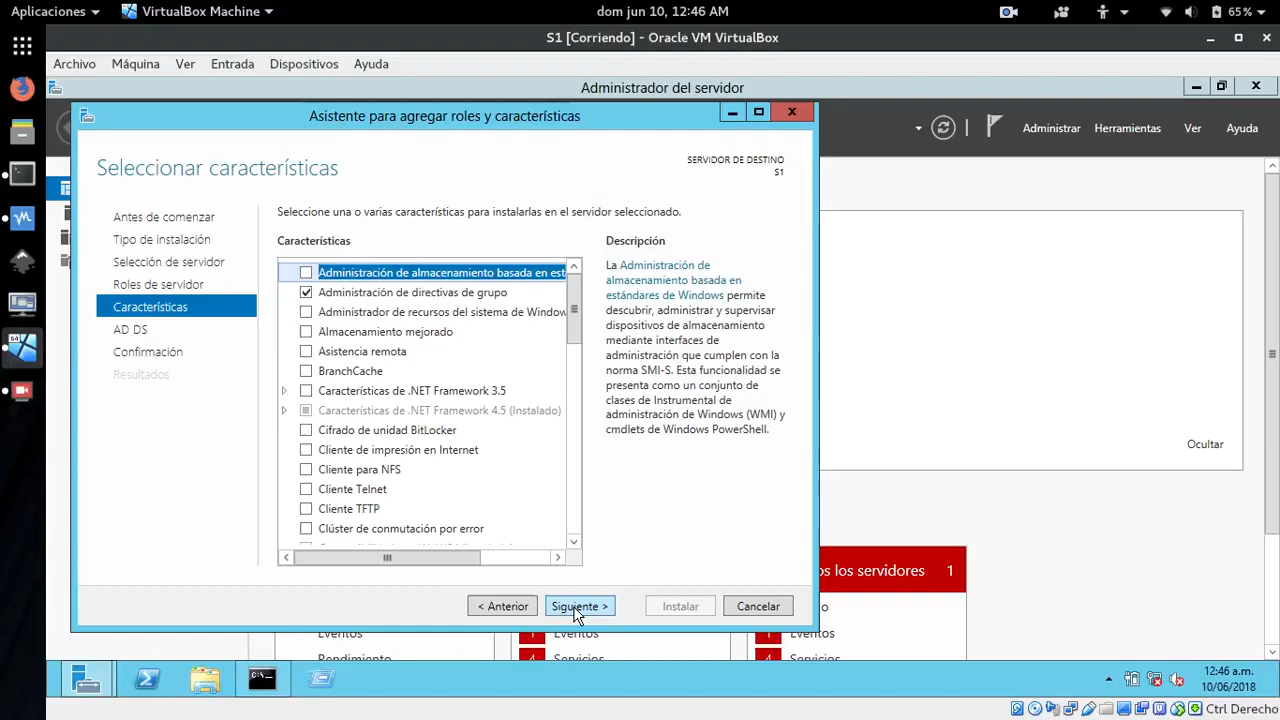 Aplicaciones
VirtualBox Machine
dom jun 10, 12:46 AM
65%
S1 [Corriendo] - Oracle VM VirtualBox
Archivo Máquina Ver Entrada Dispositivos Ayuda
Administrador del servidor
Administrar Herramientas Ver Ayuda
Asistente para agregar roles y características
Seleccionar características
SERVIDOR DE DESTINO
S1
Antes de comenzar
Tipo de instalación
Selección de servidor
Roles de servidor
Características
AD DS
Confirmación
Resultados
Seleccione una o varias características para instalarlas en el servidor seleccionado.
Características
Administración de almacenamiento basada en est
Administración de directivas de grupo
Administrador de recursos del sistema de Window
Almacenamiento mejorado
Asistencia remota
BranchCache
Características de .NET Framework 3.5
Características de .NET Framework 4.5 (Instalado)
Cifrado de unidad BitLocker
Cliente de impresión en Internet
Cliente para NFS
Cliente Telnet
Cliente TFTP
Clúster de conmutación por error
Descripción
La Administración de
almacenamiento basada en
estándares de Windows permite
descubrir, administrar y supervisar
dispositivos de almacenamiento
mediante interfaces de
administración que cumplen con la
norma SMI-S. Esta funcionalidad se
presenta como un conjunto de
clases de Instrumental de
administración de Windows (WMI) y
cmdlets de Windows PowerShell.
Ocultar
< Anterior
Siguiente >
Instalar
Cancelar
os los servidores 1
o
Eventos
1 Eventos
1 Eventos
Rendimiento
4 Servicios
4 Servicios
12:46 a.m.
10/06/2018
Ctrl Derecho